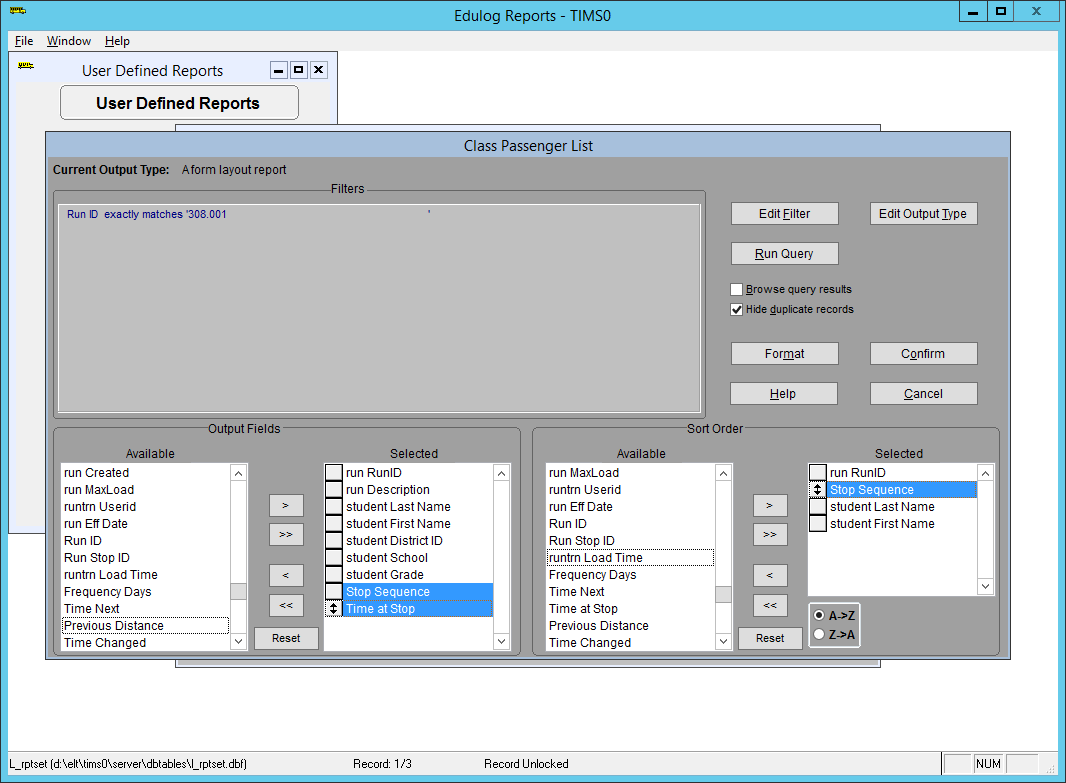 Edulog Reports - TIMS0
File Window Help
User Defined Reports
User Defined Reports
Class Passenger List
Current Output Type: A form layout report
Filters
Run ID exactly matches '308.001 '
Edit Filter
Edit Output Type
Run Query
Browse query results
Hide duplicate records
Format
Confirm
Help
Cancel
Output Fields
Available
run Created
run MaxLoad
runtrn Userid
run Eff Date
Run ID
Run Stop ID
runtrn Load Time
Frequency Days
Time Next
Previous Distance
Time Changed
>
>>
<
<<
Reset
Selected
run RunID
run Description
student Last Name
student First Name
student District ID
student School
student Grade
Stop Sequence
Time at Stop
Sort Order
Available
run MaxLoad
runtrn Userid
run Eff Date
Run ID
Run Stop ID
runtrn Load Time
Frequency Days
Time Next
Time at Stop
Previous Distance
Time Changed
>
>>
<
<<
Reset
Selected
run RunID
Stop Sequence
student Last Name
student First Name
A->Z
Z->A
L_rptset (d:\elt\tims0\server\dbtables\l_rptset.dbf)
Record: 1/3
Record Unlocked
NUM